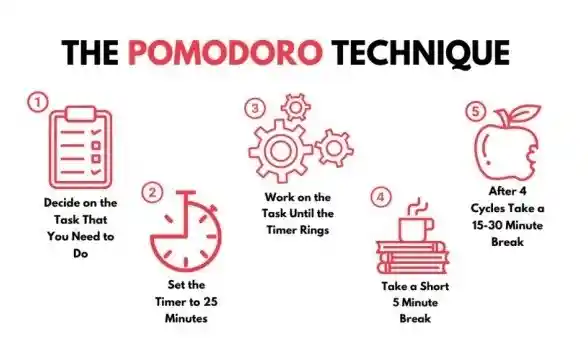 THE POMODORO TECHNIQUE
1
Decide on the
Task That
You Need to
Do
2
Set the
Timer to 25
Minutes
3
Work on the
Task Until the
Timer Rings
4
Take a Short
5 Minute
Break
5
After 4
Cycles Take a
15-30 Minute
Break